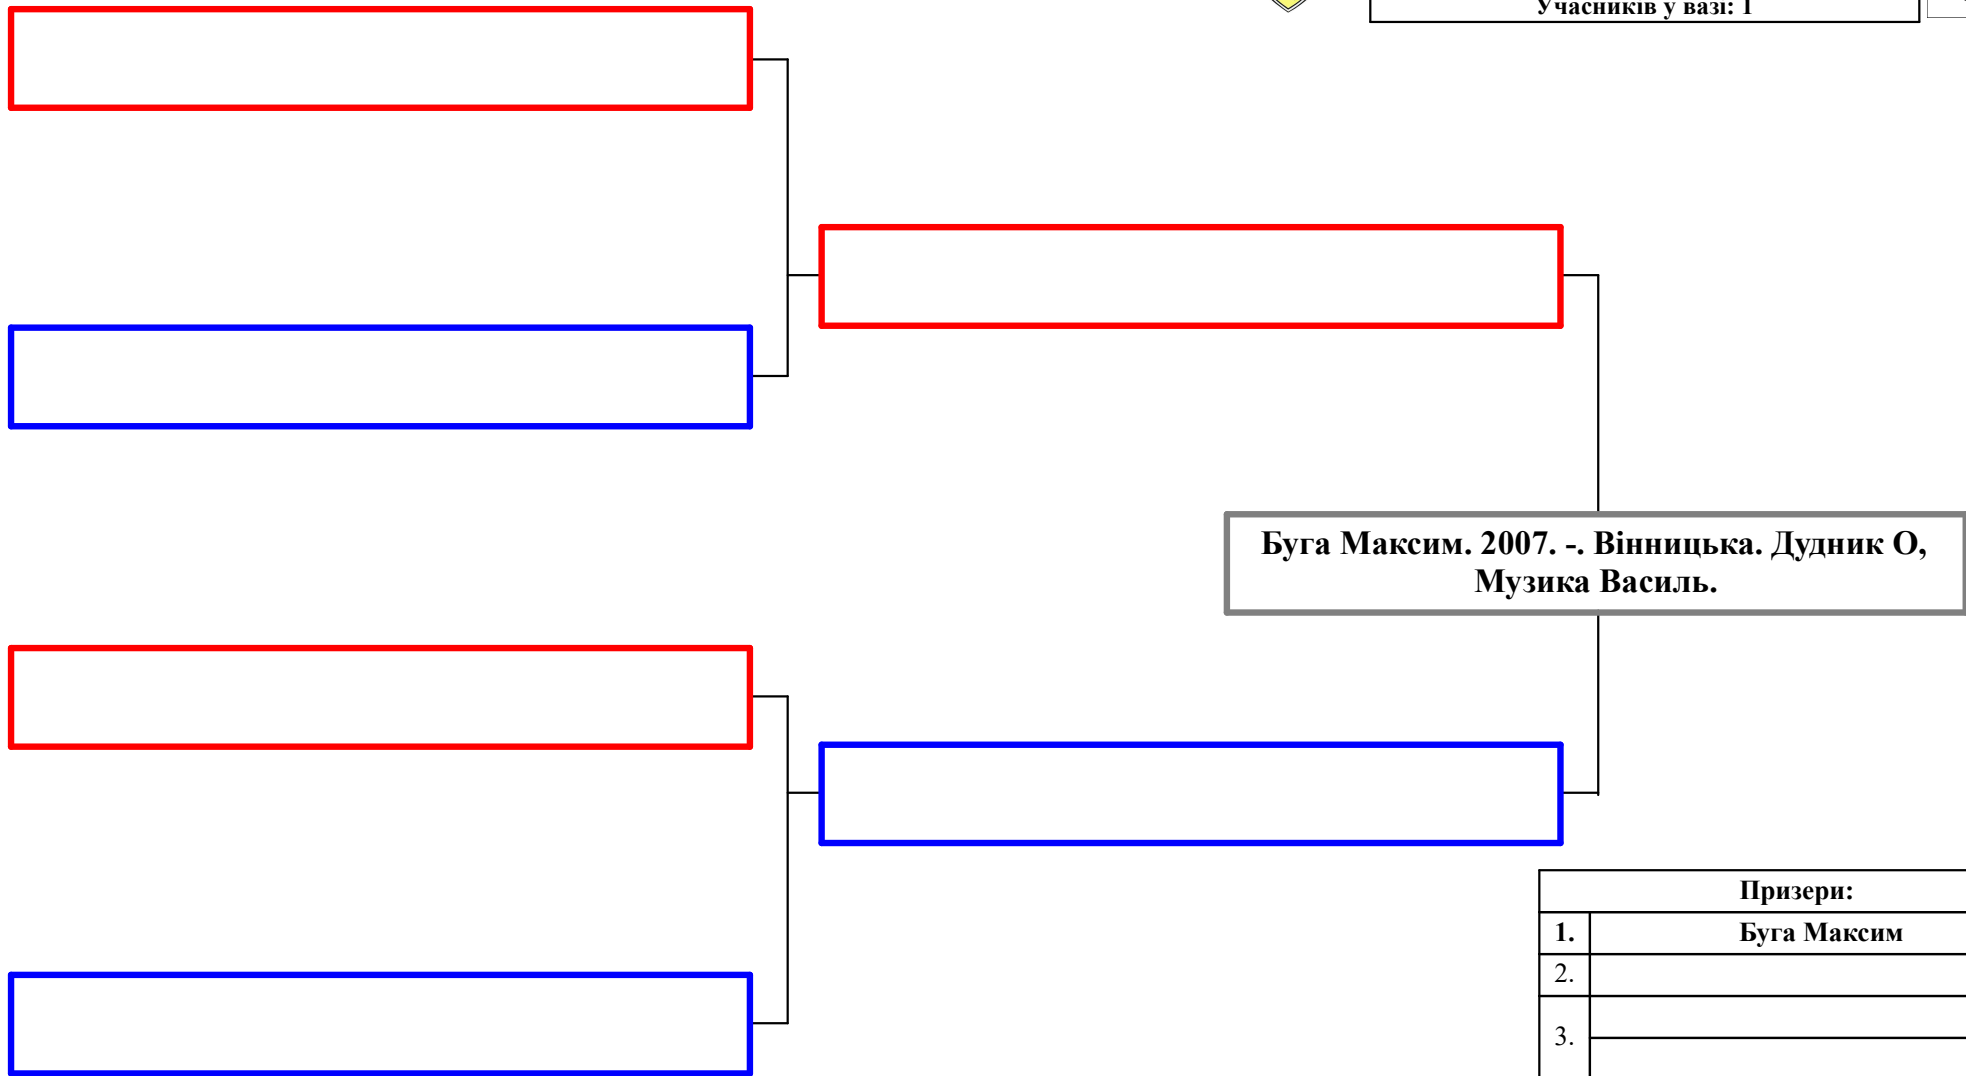 Учасників у вазі: 1
Буга Максим. 2007. -. Вінницька. Дудник О,
Музика Василь.
Призери:
1. Буга Максим
2.
3.